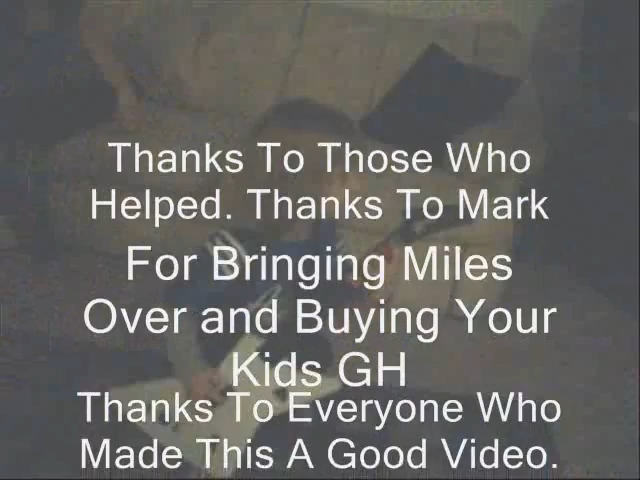 Thanks To Those Who
Helped. Thanks To Mark
For Bringing Miles
Over and Buying Your
Kids GH
Thanks To Everyone Who
Made This A Good Video.